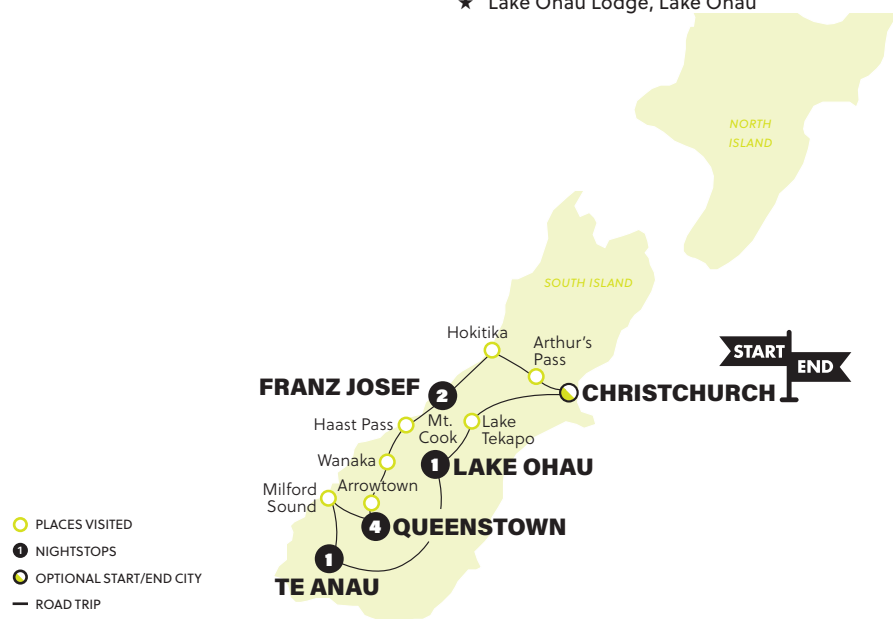 ★ Lake Ohau Lodge, Lake Ohau
NORTH
ISLAND
SOUTH ISLAND
Hokitika
Arthur's
Pass
START
END
FRANZ JOSEF
2
CHRISTCHURCH
Haast Pass
Mt.
Cook
Lake
Tekapo
Wanaka
1
LAKE OHAU
Milford
Sound
Arrowtown
4
QUEENSTOWN
1
TE ANAU
PLACES VISITED
1 NIGHTSTOPS
OPTIONAL START/END CITY
ROAD TRIP